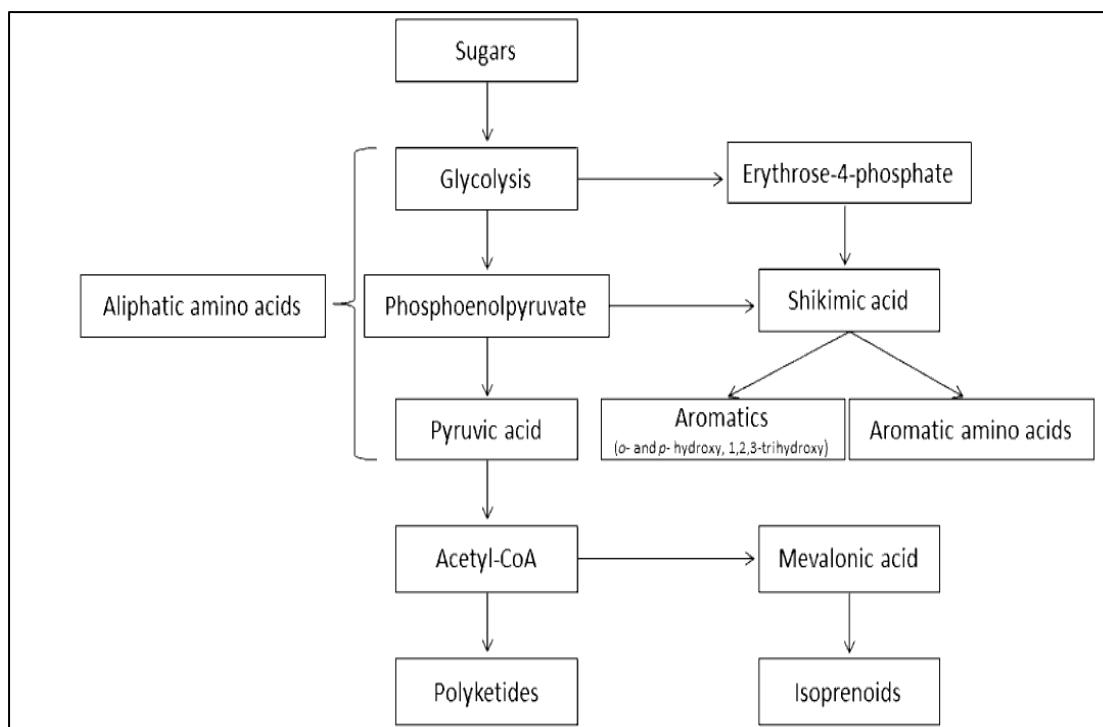 Sugars
Glycolysis
Erythrose-4-phosphate
Aliphatic amino acids
Phosphoenolpyruvate
Shikimic acid
Pyruvic acid
Aromatics
(o- and p- hydroxy, 1,2,3-trihydroxy)
Aromatic amino acids
Acetyl-CoA
Mevalonic acid
Polyketides
Isoprenoids